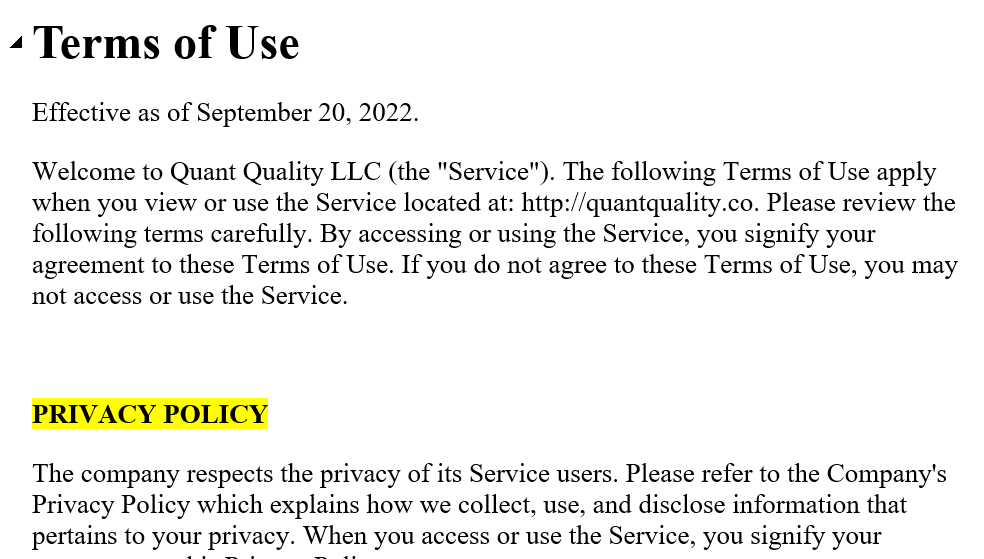 Terms of Use
Effective as of September 20, 2022.
Welcome to Quant Quality LLC (the "Service"). The following Terms of Use apply
when you view or use the Service located at: http://quantquality.co. Please review the
following terms carefully. By accessing or using the Service, you signify your
agreement to these Terms of Use. If you do not agree to these Terms of Use, you may
not access or use the Service.
PRIVACY POLICY
The company respects the privacy of its Service users. Please refer to the Company's
Privacy Policy which explains how we collect, use, and disclose information that
pertains to your privacy. When you access or use the Service, you signify your